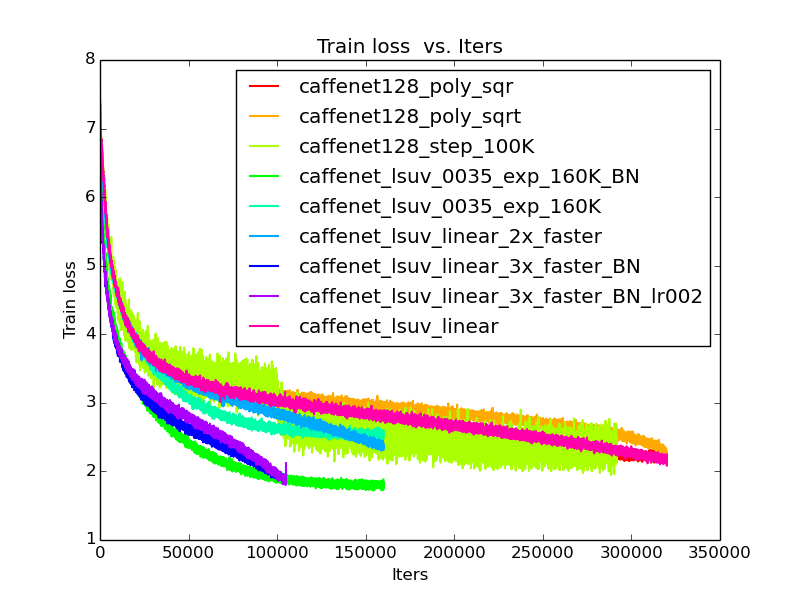 Train loss  vs. Iters
8
7
6
5
4
3
2
1
Train loss
caffenet128_poly_sqr
caffenet128_poly_sqrt
caffenet128_step_100K
caffenet_lsuv_0035_exp_160K_BN
caffenet_lsuv_0035_exp_160K
caffenet_lsuv_linear_2x_faster
caffenet_lsuv_linear_3x_faster_BN
caffenet_lsuv_linear_3x_faster_BN_lr002
caffenet_lsuv_linear
0 50000 100000 150000 200000 250000 300000 350000
Iters